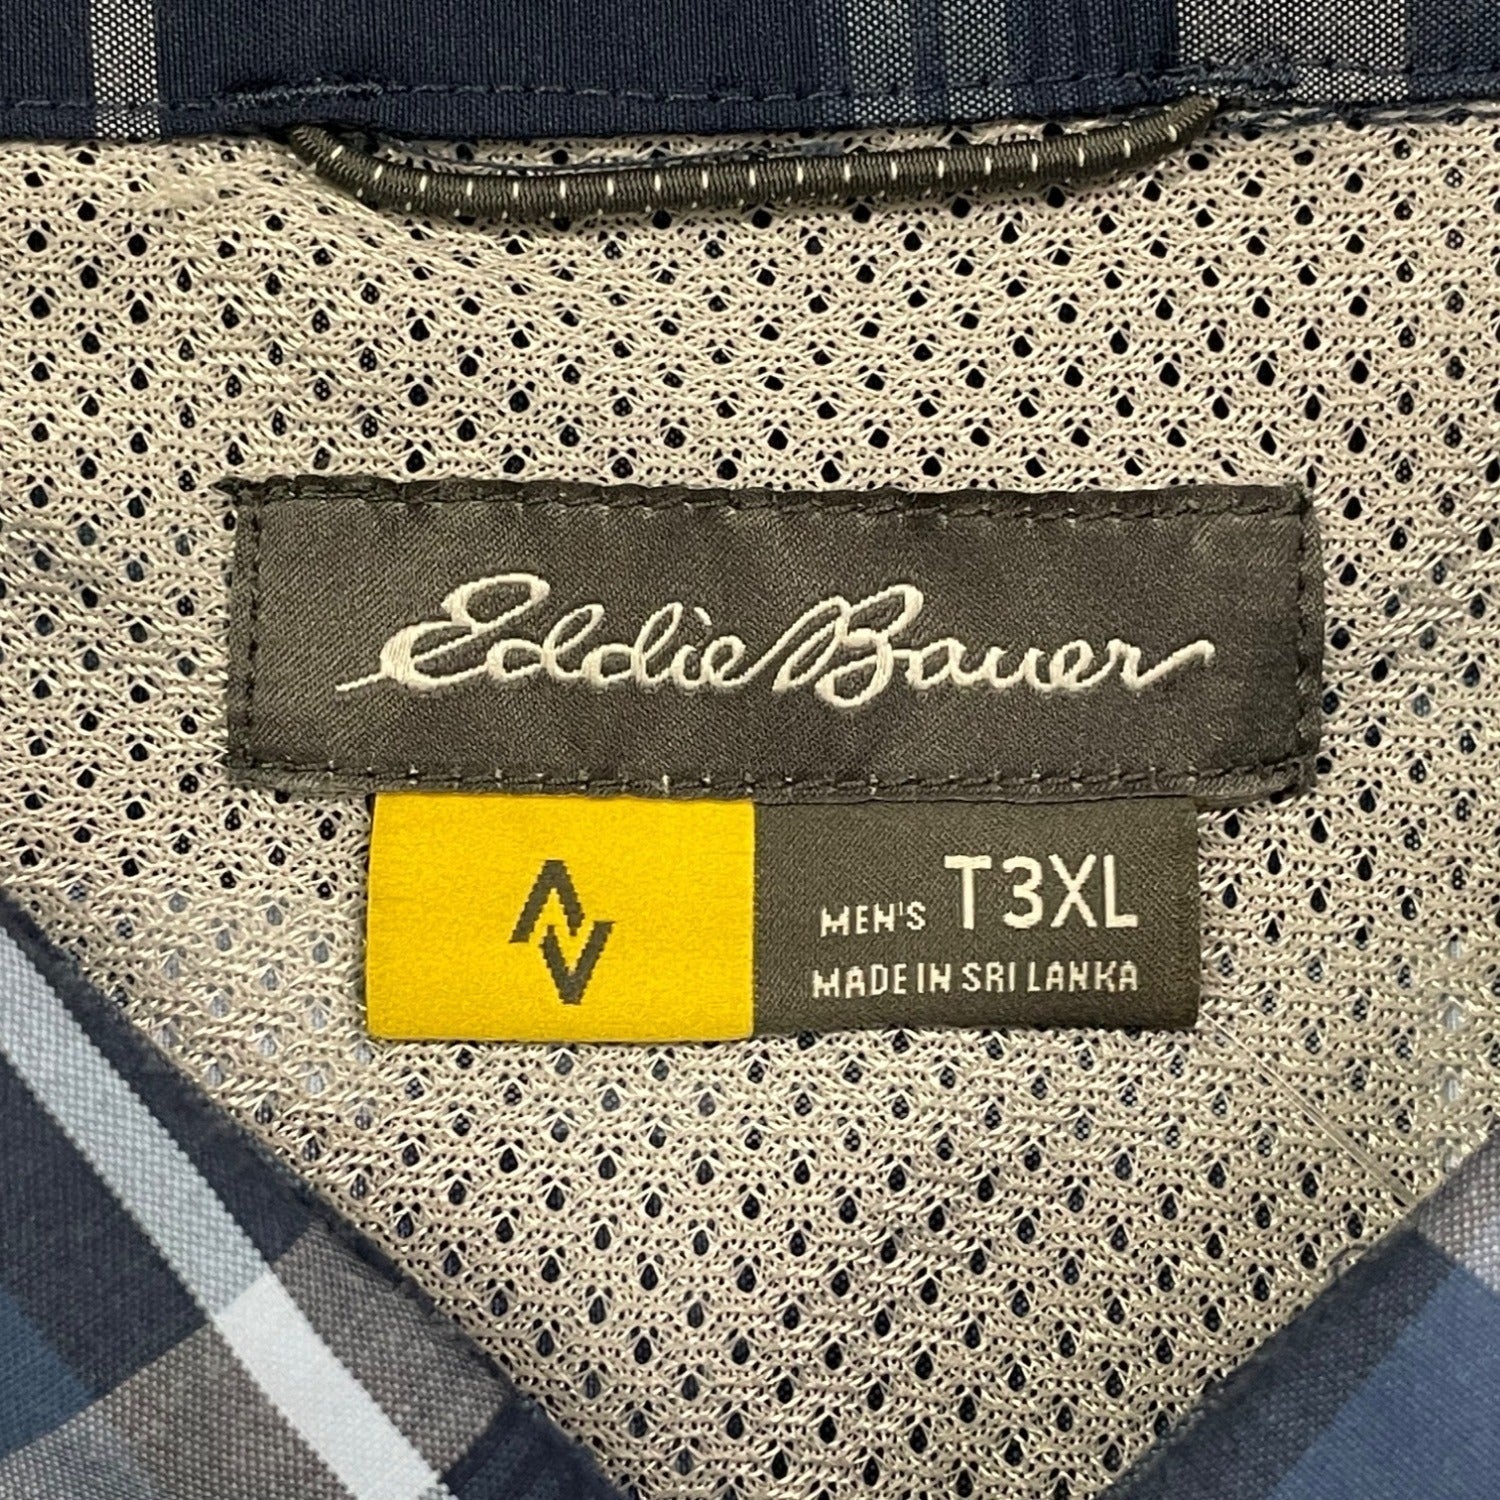 Eddie Bauer
MEN'S T3XL
MADE IN SRI LANKA